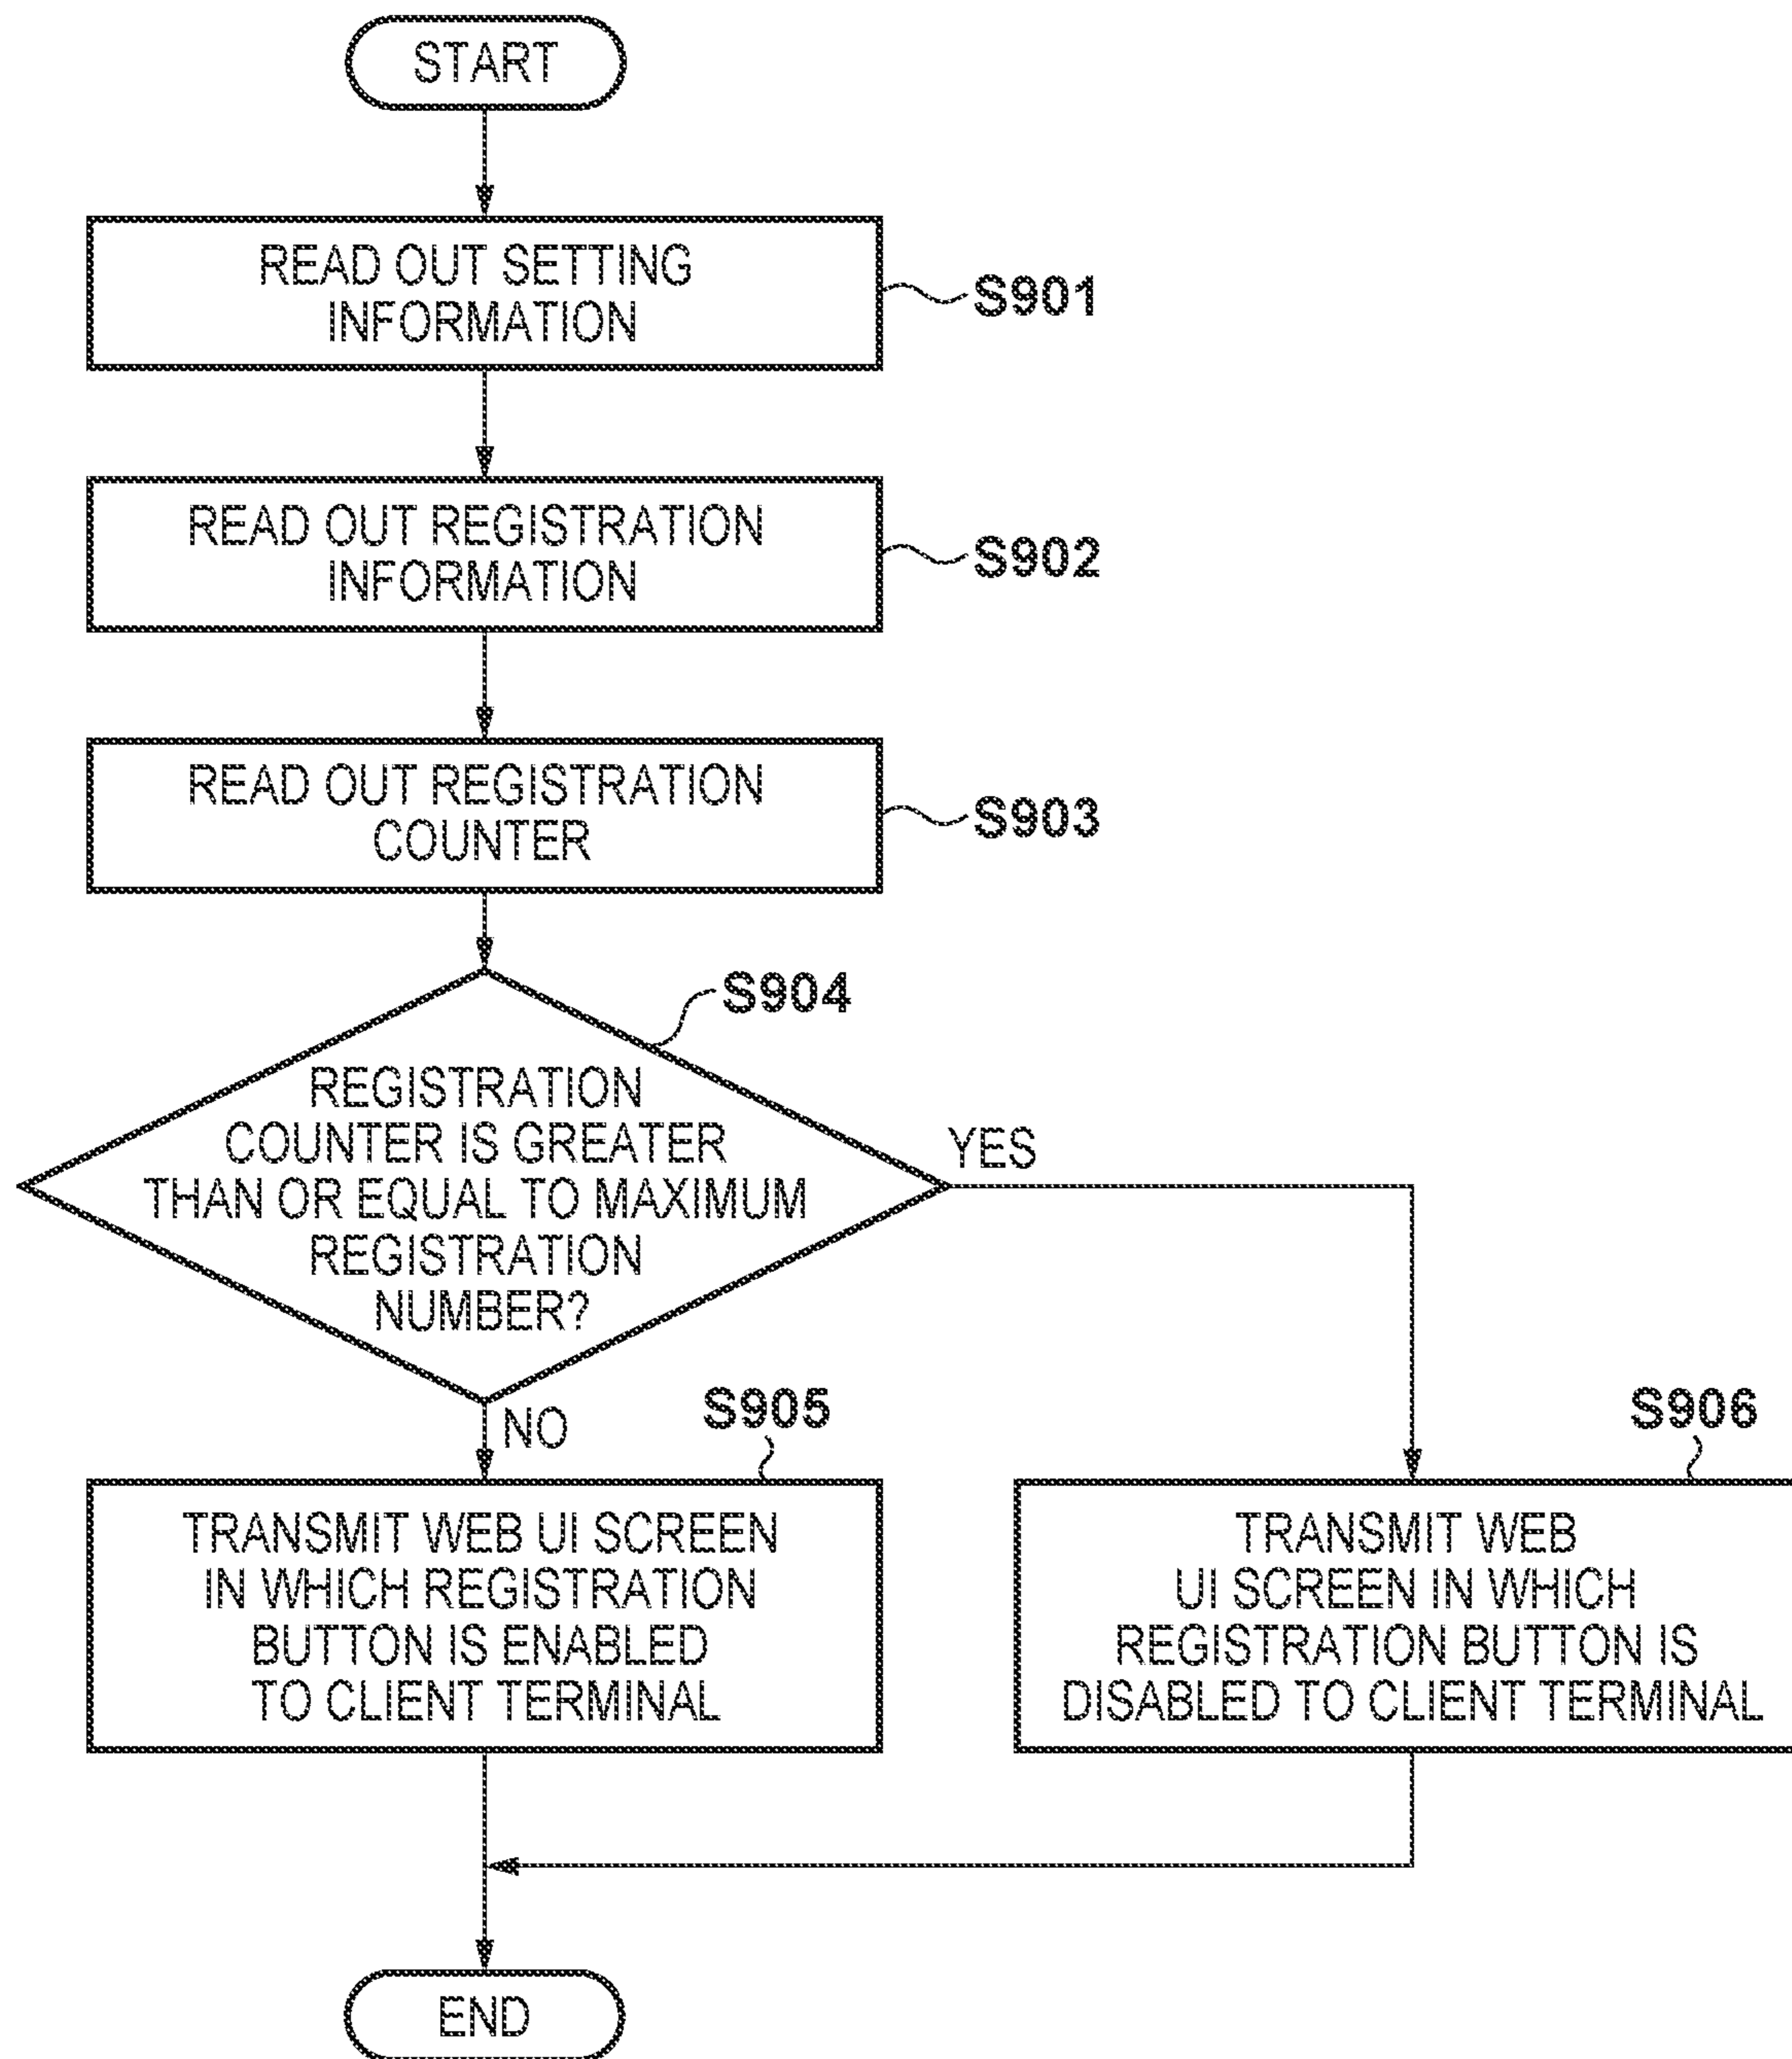 START
READ OUT SETTING
INFORMATION
S901
READ OUT REGISTRATION
INFORMATION
S902
READ OUT REGISTRATION
COUNTER
S903
S904
REGISTRATION
COUNTER IS GREATER
THAN OR EQUAL TO MAXIMUM
REGISTRATION
NUMBER?
YES
NO
S905
TRANSMIT WEB UI SCREEN
IN WHICH REGISTRATION
BUTTON IS ENABLED
TO CLIENT TERMINAL
S906
TRANSMIT WEB
UI SCREEN IN WHICH
REGISTRATION BUTTON IS
DISABLED TO CLIENT TERMINAL
END